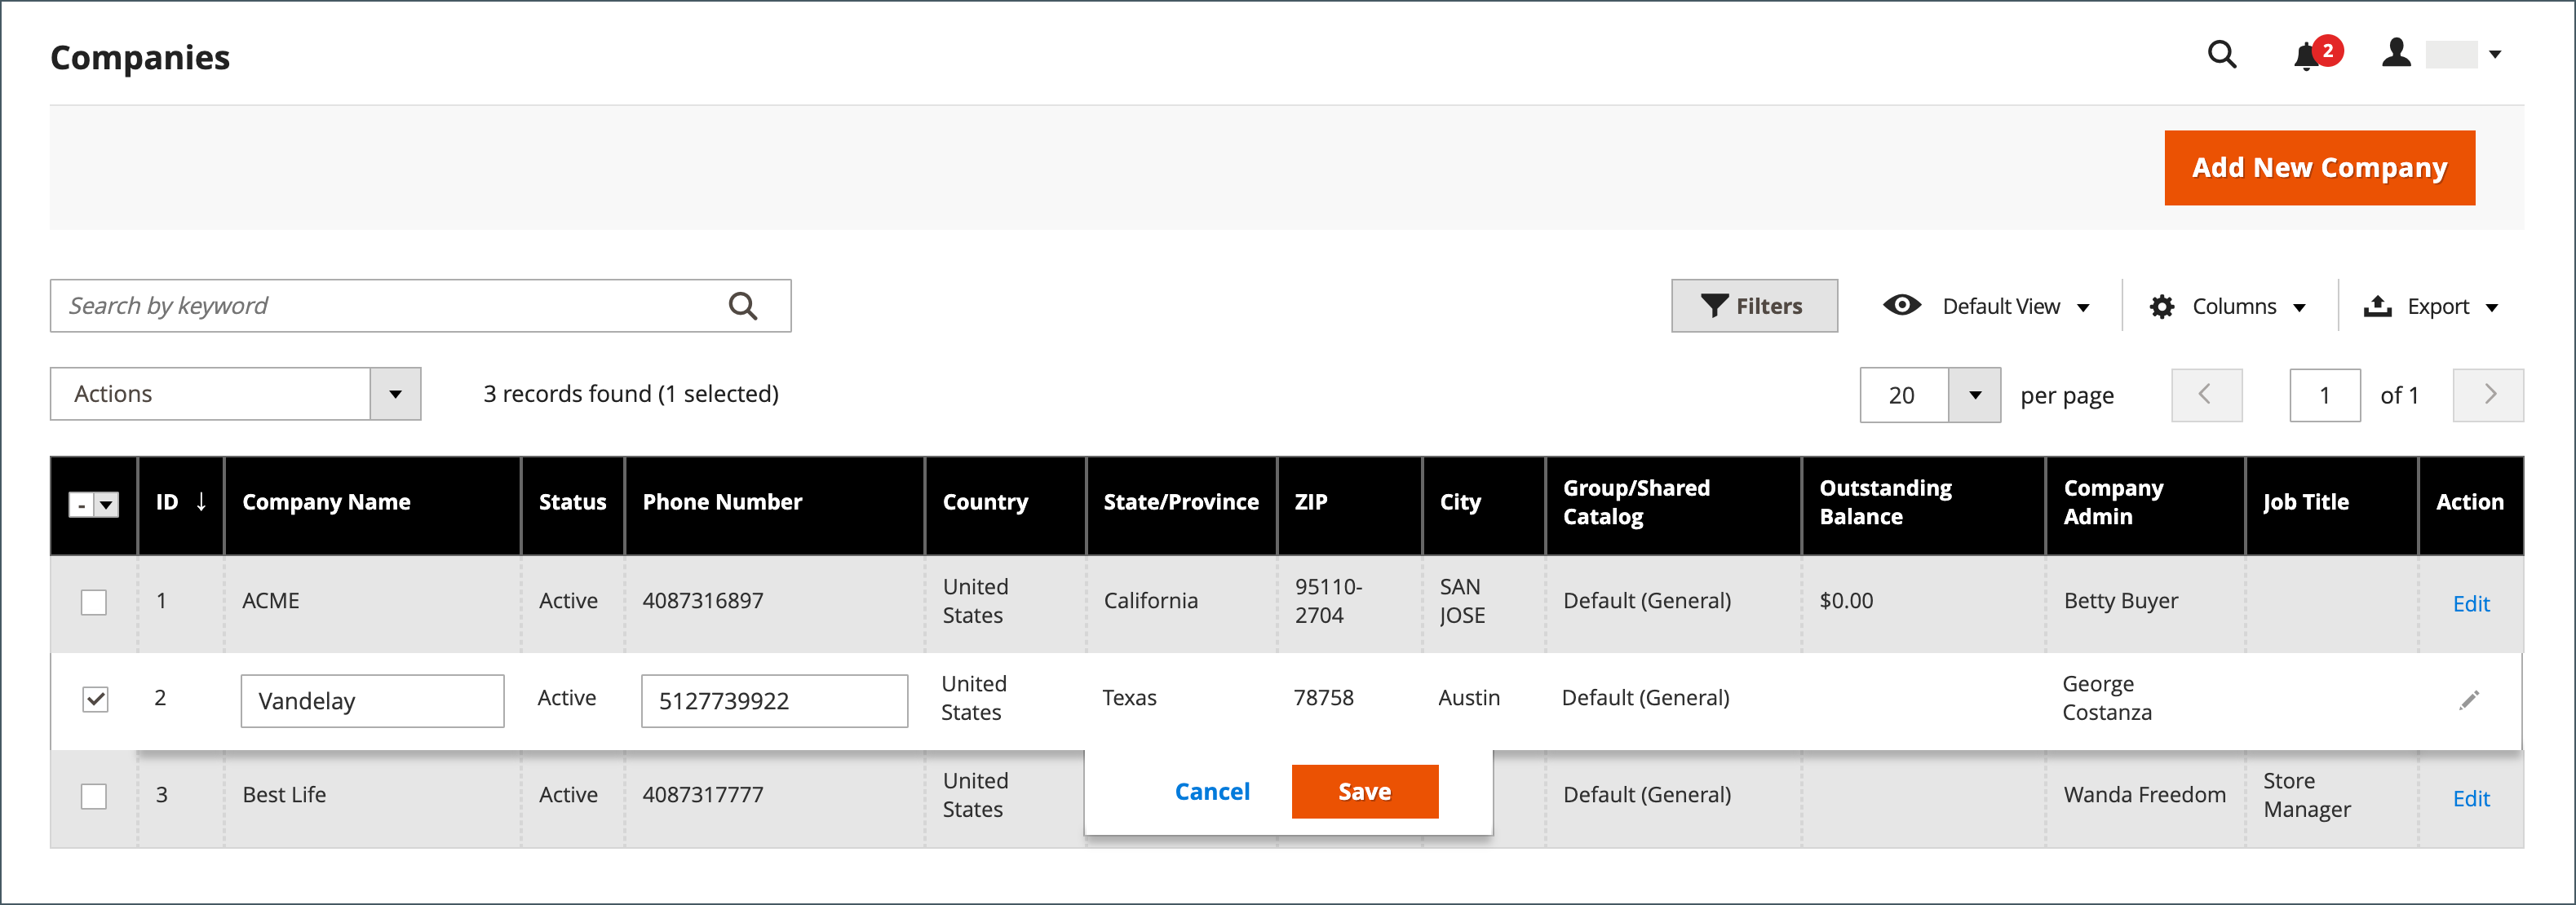 Companies
2
Add New Company
Search by keyword
Filters
Default View
Columns
Export
Actions
3 records found (1 selected)
20
per page
1
of 1
-
ID ↓
Company Name
Status
Phone Number
Country
State/Province
ZIP
City
Group/Shared
Catalog
Outstanding
Balance
Company
Admin
Job Title
Action
1
ACME
Active
4087316897
United
States
California
95110-
2704
SAN
JOSE
Default (General)
$0.00
Betty Buyer
Edit
2
Vandelay
Active
5127739922
United
States
Texas
78758
Austin
Default (General)
George
Costanza
3
Best Life
Active
4087317777
United
States
Cancel
Save
Default (General)
Wanda Freedom
Store
Manager
Edit